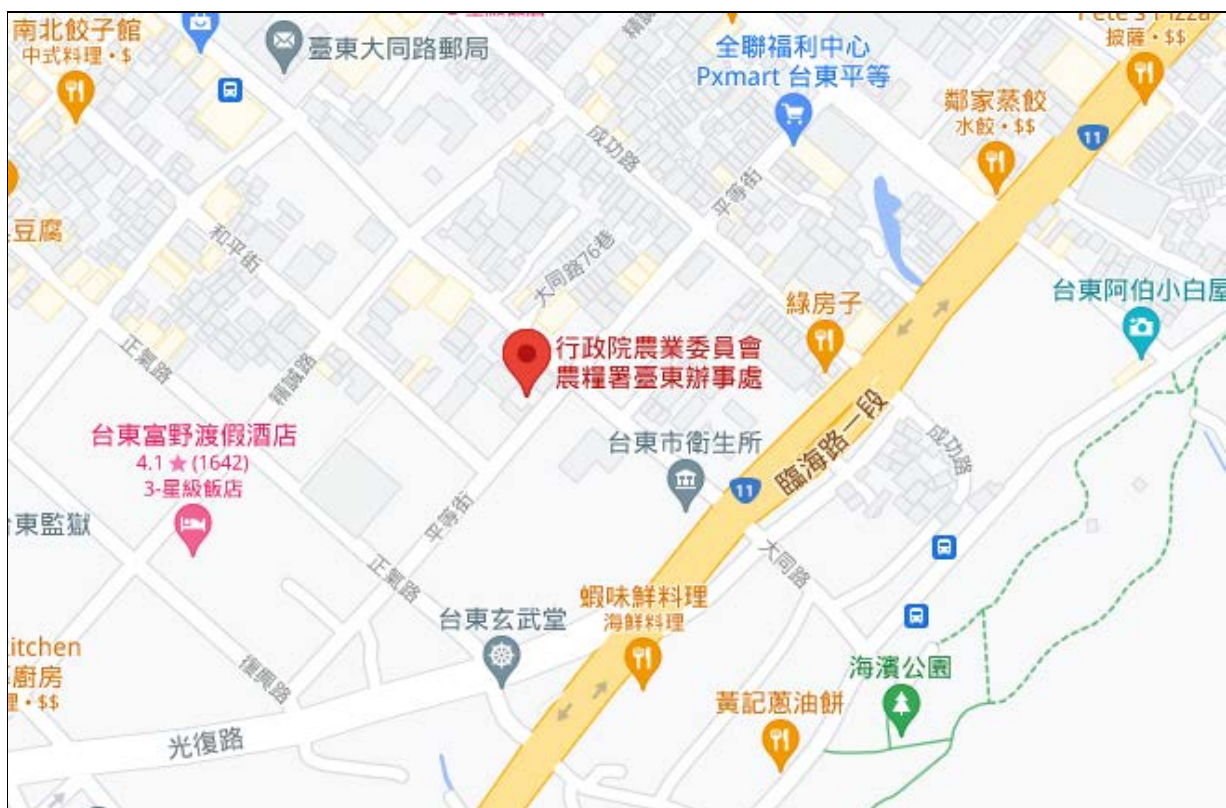 南北餃子館
中式料理・$
臺東大同路郵局
全聯福利中心
Pxmart 台東平等
披薩・$$
鄰家蒸餃
水餃・$$
11
成功路
平等街
豆腐
和平街
大同路76巷
綠房子
台東阿伯小白屋
正氣路
精誠路
行政院農業委員會
農糧署臺東辦事處
台東富野渡假酒店
4.1 ★ (1642)
3-星級飯店
台東市衛生所
11
臨海路一段
成功路
東監獄
平等街
正氣路
大同路
台東玄武堂
蝦味鮮料理
海鮮料理
復興路
海濱公園
黃記蔥油餅
itchen
廚房
光復路